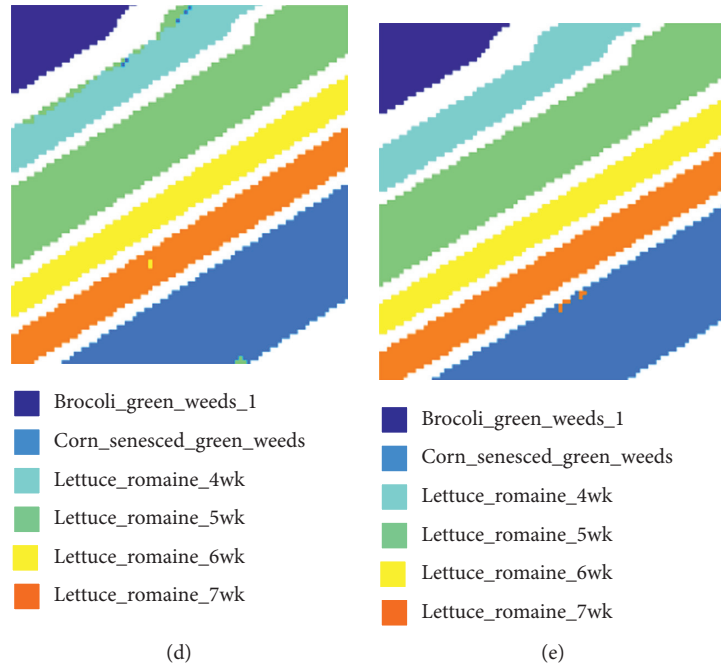 Brocoli_green_weeds_1
Corn_senesced_green_weeds
Lettuce_romaine_4wk
Lettuce_romaine_5wk
Lettuce_romaine_6wk
Lettuce_romaine_7wk
(d)
Brocoli_green_weeds_1
Corn_senesced_green_weeds
Lettuce_romaine_4wk
Lettuce_romaine_5wk
Lettuce_romaine_6wk
Lettuce_romaine_7wk
(e)